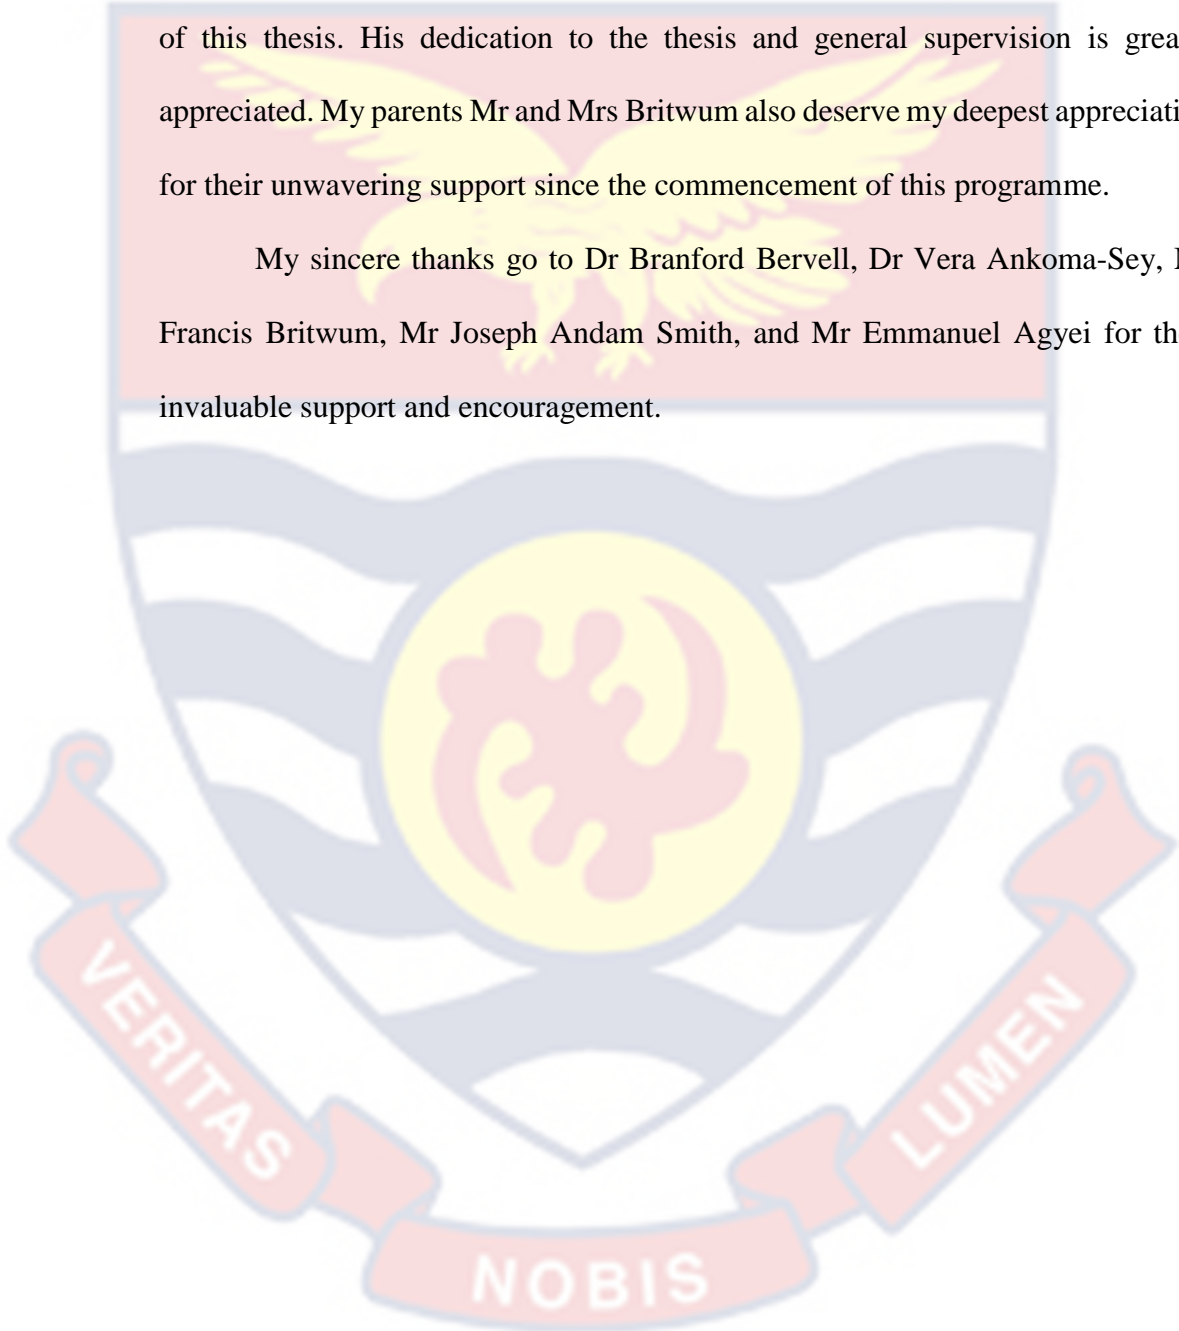 of this thesis. His dedication to the thesis and general supervision is grea
appreciated. My parents Mr and Mrs Britwum also deserve my deepest appreciati
for their unwavering support since the commencement of this programme.
My sincere thanks go to Dr Branford Bervell, Dr Vera Ankoma-Sey,
Francis Britwum, Mr Joseph Andam Smith, and Mr Emmanuel Agyei for the
invaluable support and encouragement.
VERITAS
NOBIS
LUMEN